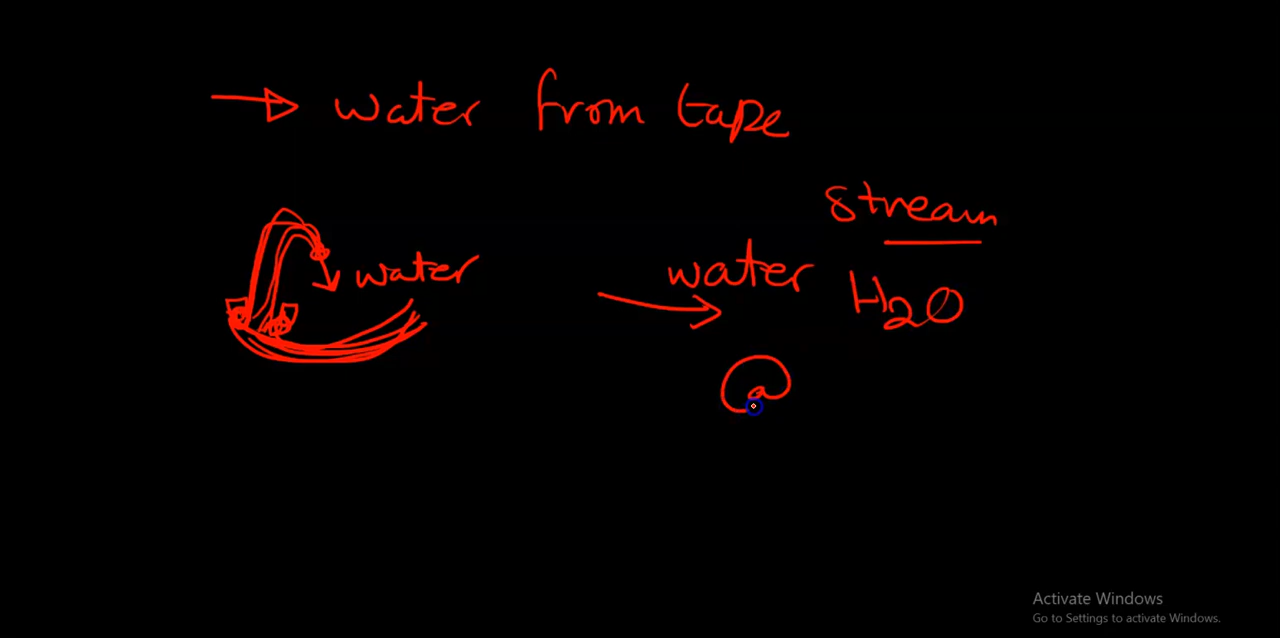 water from tape
stream
water
water H2O
a
Activate Windows
Go to Settings to activate Windows.